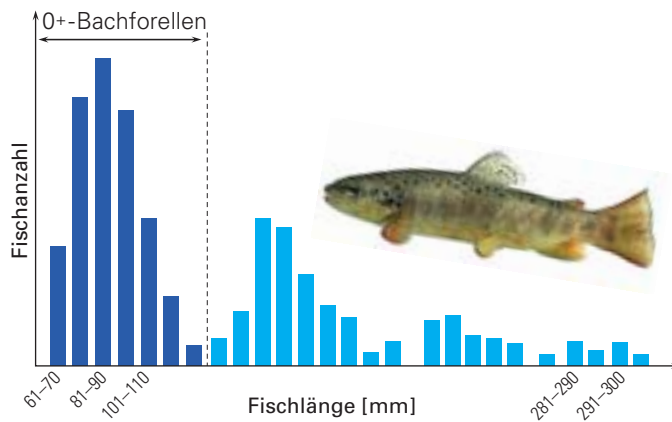 0+-Bachforellen
Fischanzahl
61–70
81–90
101–110
281–290
291–300
Fischlänge [mm]